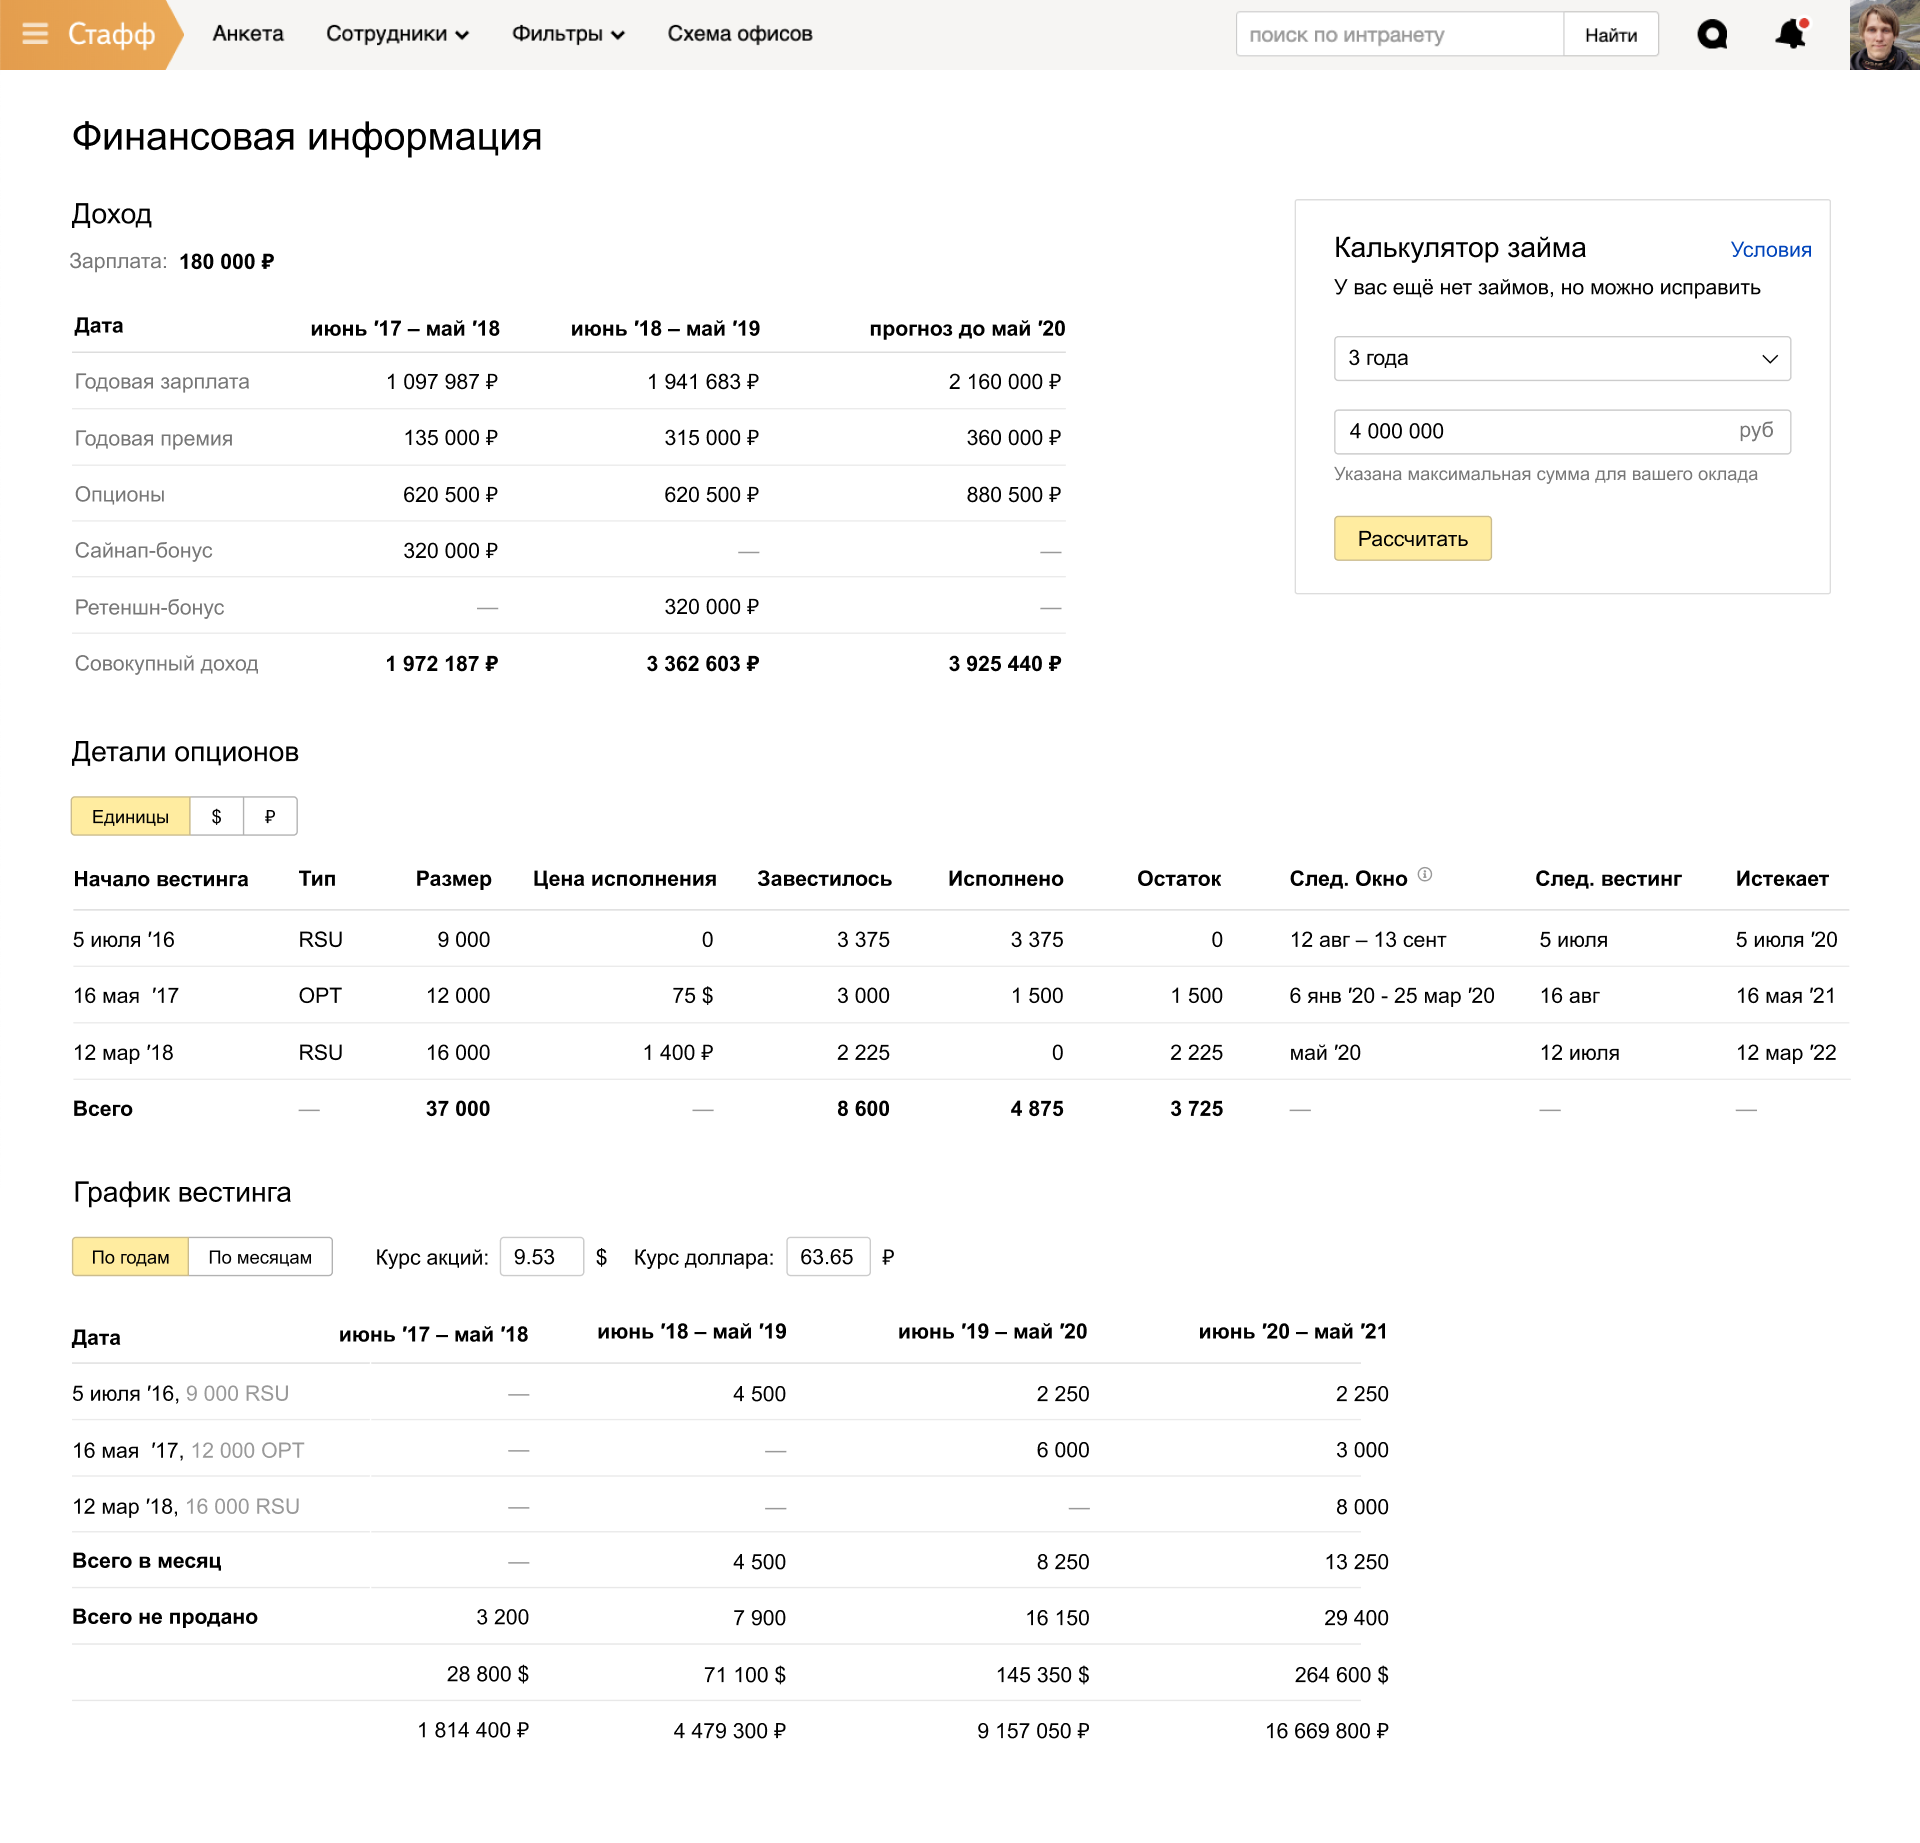 Стафф Анкета Сотрудники Фильтры Схема офисов поиск по интранету Найти
Финансовая информация
Доход
Зарплата: 180 000 ₽
Дата июнь '17 – май '18 июнь '18 – май '19 прогноз до май '20
Годовая зарплата 1 097 987 ₽ 1 941 683 ₽ 2 160 000 ₽
Годовая премия 135 000 ₽ 315 000 ₽ 360 000 ₽
Опционы 620 500 ₽ 620 500 ₽ 880 500 ₽
Сайнап-бонус 320 000 ₽ — —
Ретеншн-бонус — 320 000 ₽ —
Совокупный доход 1 972 187 ₽ 3 362 603 ₽ 3 925 440 ₽
Калькулятор займа Условия
У вас ещё нет займов, но можно исправить
3 года
4 000 000 руб
Указана максимальная сумма для вашего оклада
Рассчитать
Детали опционов
Единицы $ ₽
Начало вестинга Тип Размер Цена исполнения Завестилось Исполнено Остаток След. Окно След. вестинг Истекает
5 июля '16 RSU 9 000 0 3 375 3 375 0 12 авг – 13 сент 5 июля 5 июля '20
16 мая '17 OPT 12 000 75 $ 3 000 1 500 1 500 6 янв '20 - 25 мар '20 16 авг 16 мая '21
12 мар '18 RSU 16 000 1 400 ₽ 2 225 0 2 225 май '20 12 июля 12 мар '22
Всего — 37 000 — 8 600 4 875 3 725 — — —
График вестинга
По годам По месяцам Курс акций: 9.53 $ Курс доллара: 63.65 ₽
Дата июнь '17 – май '18 июнь '18 – май '19 июнь '19 – май '20 июнь '20 – май '21
5 июля '16, 9 000 RSU — 4 500 2 250 2 250
16 мая '17, 12 000 OPT — — 6 000 3 000
12 мар '18, 16 000 RSU — — — 8 000
Всего в месяц — 4 500 8 250 13 250
Всего не продано 3 200 7 900 16 150 29 400
28 800 $ 71 100 $ 145 350 $ 264 600 $
1 814 400 ₽ 4 479 300 ₽ 9 157 050 ₽ 16 669 800 ₽